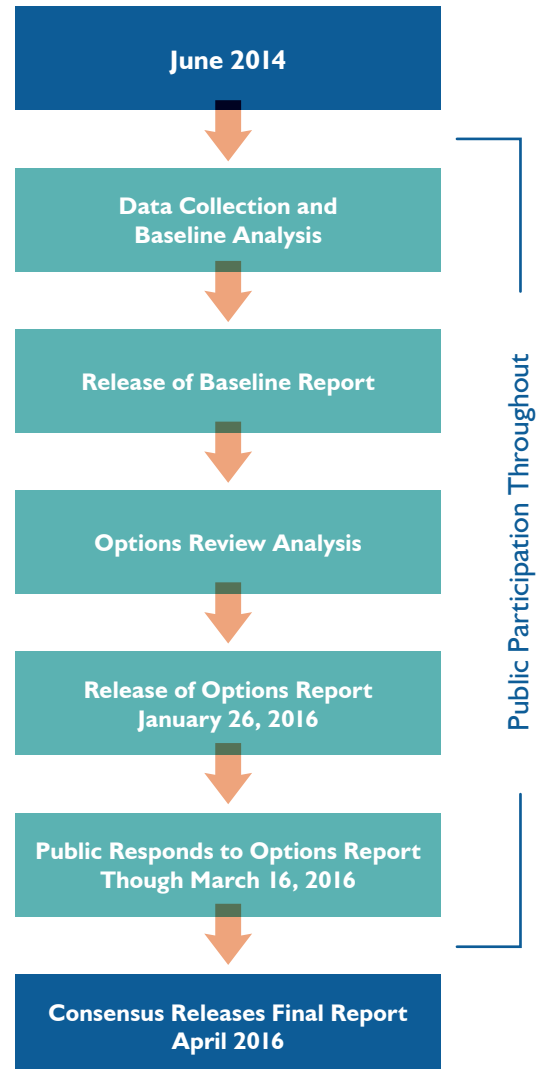 June 2014
Data Collection and
Baseline Analysis
Release of Baseline Report
Options Review Analysis
Release of Options Report
January 26, 2016
Public Responds to Options Report
Though March 16, 2016
Consensus Releases Final Report
April 2016
Public Participation Throughout